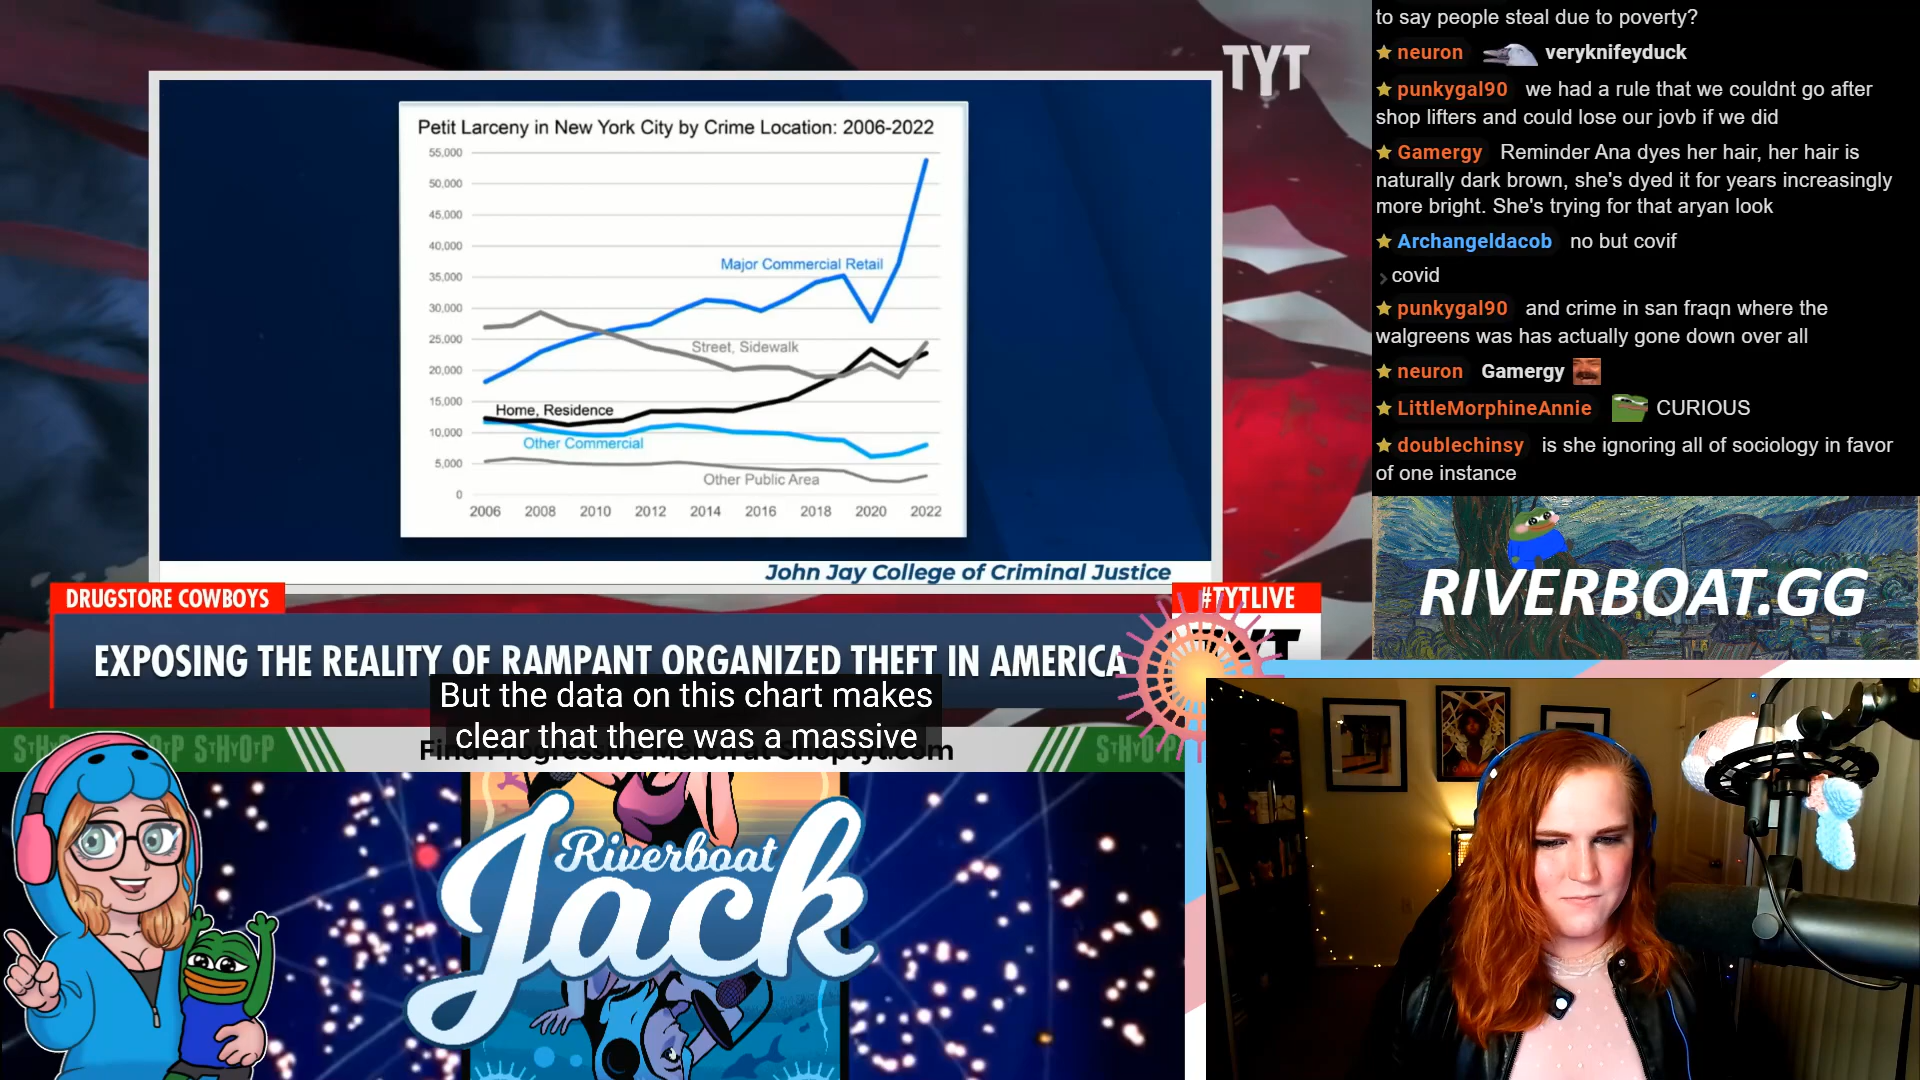 TYT
Petit Larceny in New York City by Crime Location: 2006-2022
55,000
50,000
45,000
40,000
Major Commercial Retail
35,000
30,000
25,000
Street, Sidewalk
20,000
15,000
Home, Residence
10,000
Other Commercial
5,000
Other Public Area
0
2006 2008 2010 2012 2014 2016 2018 2020 2022
John Jay College of Criminal Justice
DRUGSTORE COWBOYS
#TYTLIVE
EXPOSING THE REALITY OF RAMPANT ORGANIZED THEFT IN AMERICA
But the data on this chart makes
clear that there was a massive
Find Progressive Merch at Shoptyt.com
Riverboat
Jack
to say people steal due to poverty?
neuron veryknifeyduck
punkygal90 we had a rule that we couldnt go after
shop lifters and could lose our jovb if we did
Gamergy Reminder Ana dyes her hair, her hair is
naturally dark brown, she's dyed it for years increasingly
more bright. She's trying for that aryan look
Archangeldacob no but covif
covid
punkygal90 and crime in san fraqn where the
walgreens was has actually gone down over all
neuron Gamergy
LittleMorphineAnnie CURIOUS
doublechinsy is she ignoring all of sociology in favor
of one instance
RIVERBOAT.GG